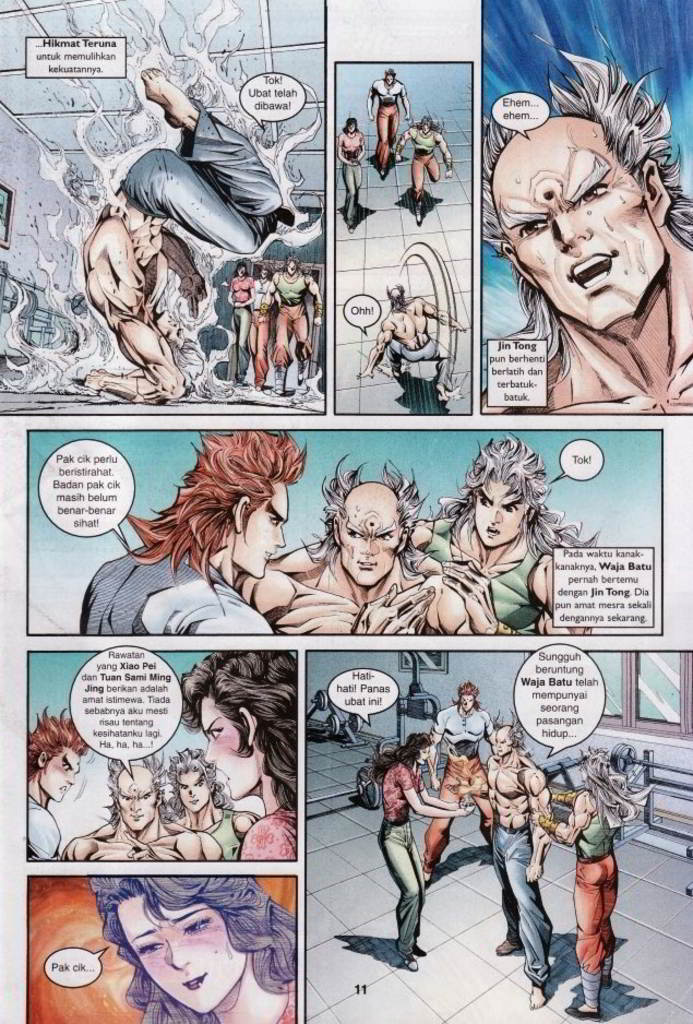 ...Hikmat Teruna
untuk memulihkan
kekuatannya.
Tok!
Ubat telah
dibawa!
Ohh!
Ehem...
ehem...
Jin Tong
pun berhenti
berlatih dan
terbatuk-
batuk.
Pak cik perlu
beristirahat.
Badan pak cik
masih belum
benar-benar
sihat!
Tok!
Pada waktu kanak-
kanaknya, Waja Batu
pernah bertemu
dengan Jin Tong. Dia
pun amat mesra sekali
dengannya sekarang.
Rawatan
yang Xiao Pei
dan Tuan Sami Ming
Jing berikan adalah
amat istimewa. Tiada
sebabnya aku mesti
risau tentang
kesihatanku lagi.
Ha, ha, ha...!
Hati-
hati! Panas
ubat ini!
Sungguh
beruntung
Waja Batu telah
mempunyai
seorang
pasangan
hidup...
Pak cik...
11